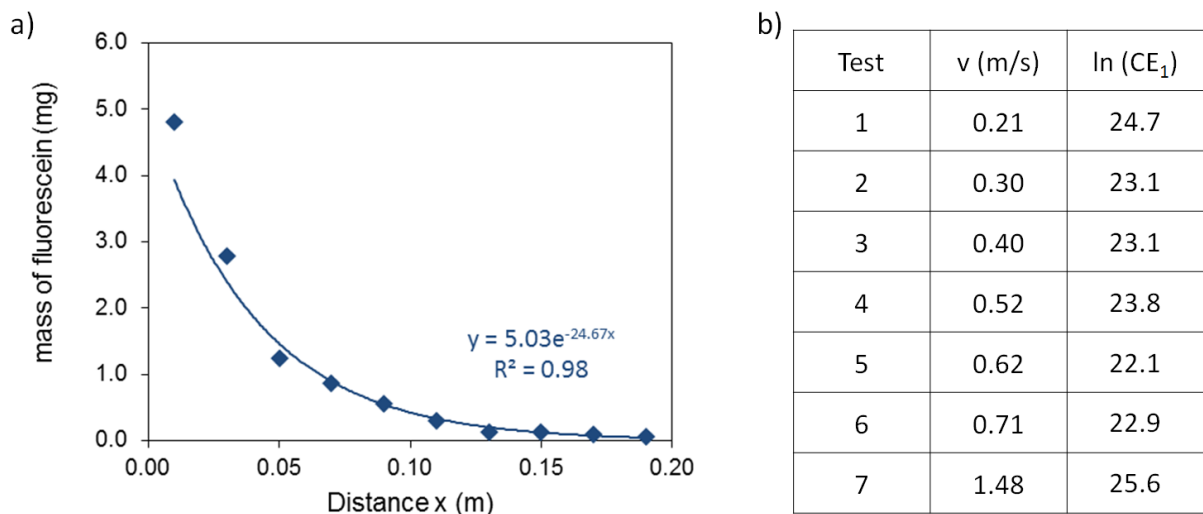 a)
6.0
5.0
4.0
3.0
2.0
1.0
0.0
mass of fluorescein (mg)
y = 5.03e^-24.67x
R² = 0.98
0.00 0.05 0.10 0.15 0.20
Distance x (m)
b)
Test v (m/s) ln (CE₁)
1 0.21 24.7
2 0.30 23.1
3 0.40 23.1
4 0.52 23.8
5 0.62 22.1
6 0.71 22.9
7 1.48 25.6